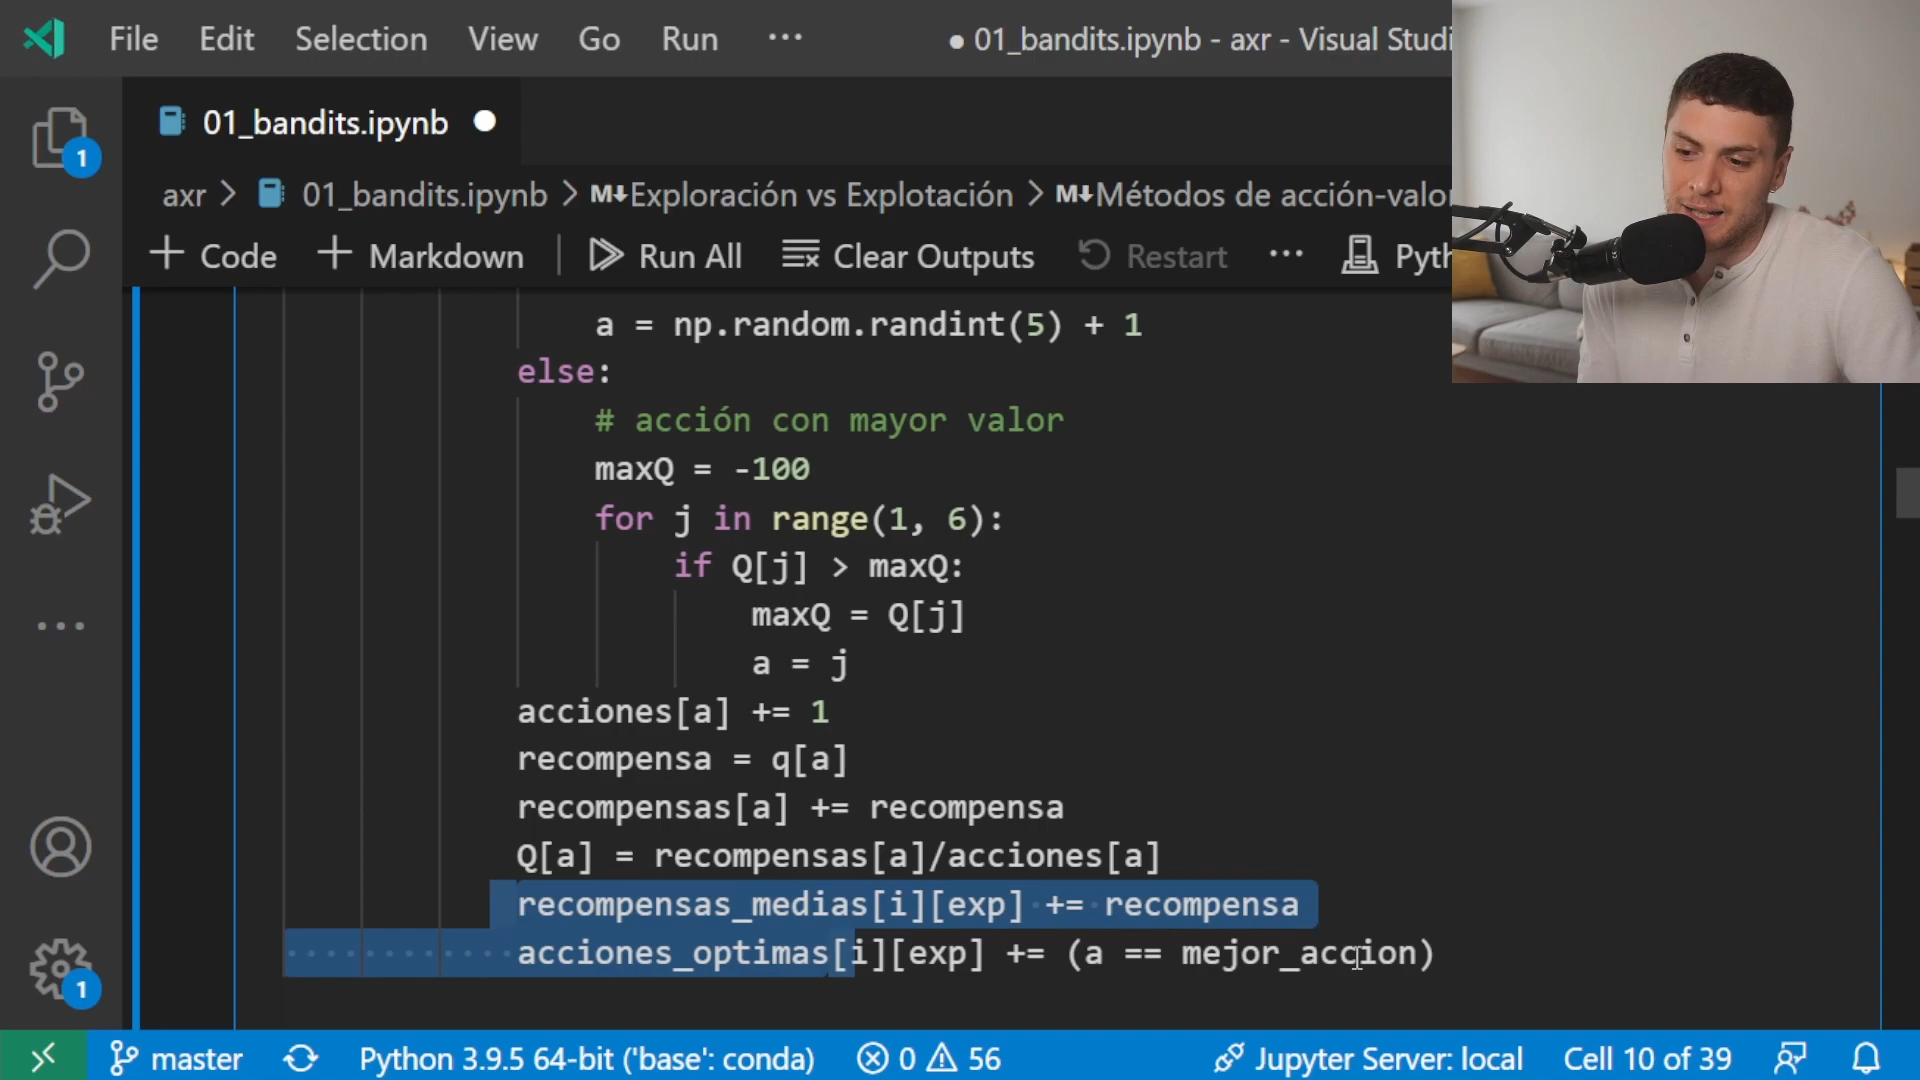 File Edit Selection View Go Run ··· ● 01_bandits.ipynb - axr - Visual Studi
01_bandits.ipynb ●
1
axr > 01_bandits.ipynb > M↓Exploración vs Explotación > M↓Métodos de acción-valo
+ Code + Markdown | Run All Clear Outputs Restart ··· Pyth
a = np.random.randint(5) + 1
else:
# acción con mayor valor
maxQ = -100
for j in range(1, 6):
if Q[j] > maxQ:
maxQ = Q[j]
a = j
acciones[a] += 1
recompensa = q[a]
recompensas[a] += recompensa
Q[a] = recompensas[a]/acciones[a]
recompensas_medias[i][exp] += recompensa
acciones_optimas[i][exp] += (a == mejor_accion)
1
master Python 3.9.5 64-bit ('base': conda) 0 56 Jupyter Server: local Cell 10 of 39